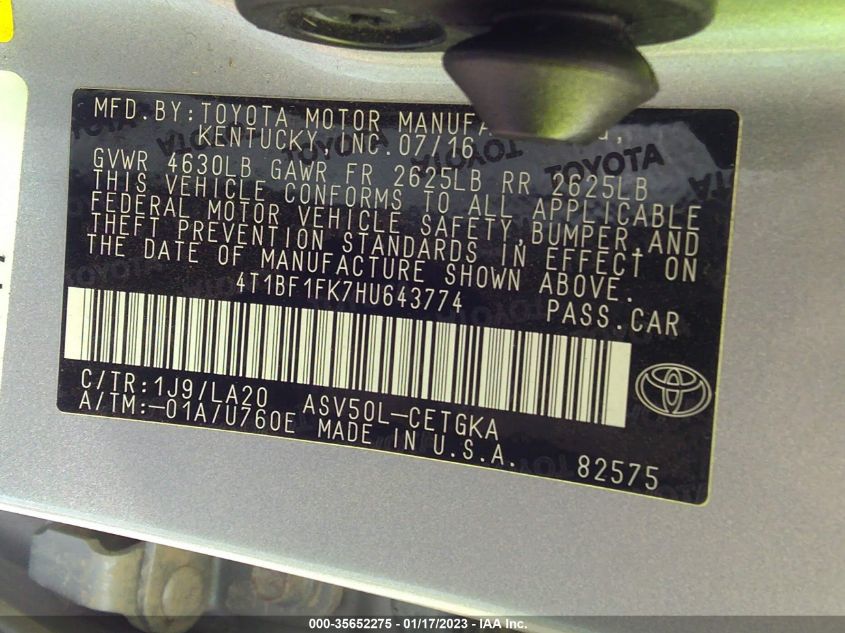 MFD.BY:TOYOTA MOTOR MANUFA
KENTUCKY, INC. 07/16
TOYOTA
GVWR 4630LB GAWR FR 2625LB RR 2625LB
THIS VEHICLE CONFORMS TO ALL APPLICABLE
FEDERAL MOTOR VEHICLE SAFETY, BUMPER, AND
THEFT PREVENTION STANDARDS IN EFFECT ON
THE DATE OF MANUFACTURE SHOWN ABOVE.
4T1BF1FK7HU643774 PASS.CAR
C/TR:1J9/LA20 ASV50L-CETGKA
A/TM:-01A/U760E MADE IN U.S.A.
82575
000-35652275 - 01/17/2023 - IAA Inc.